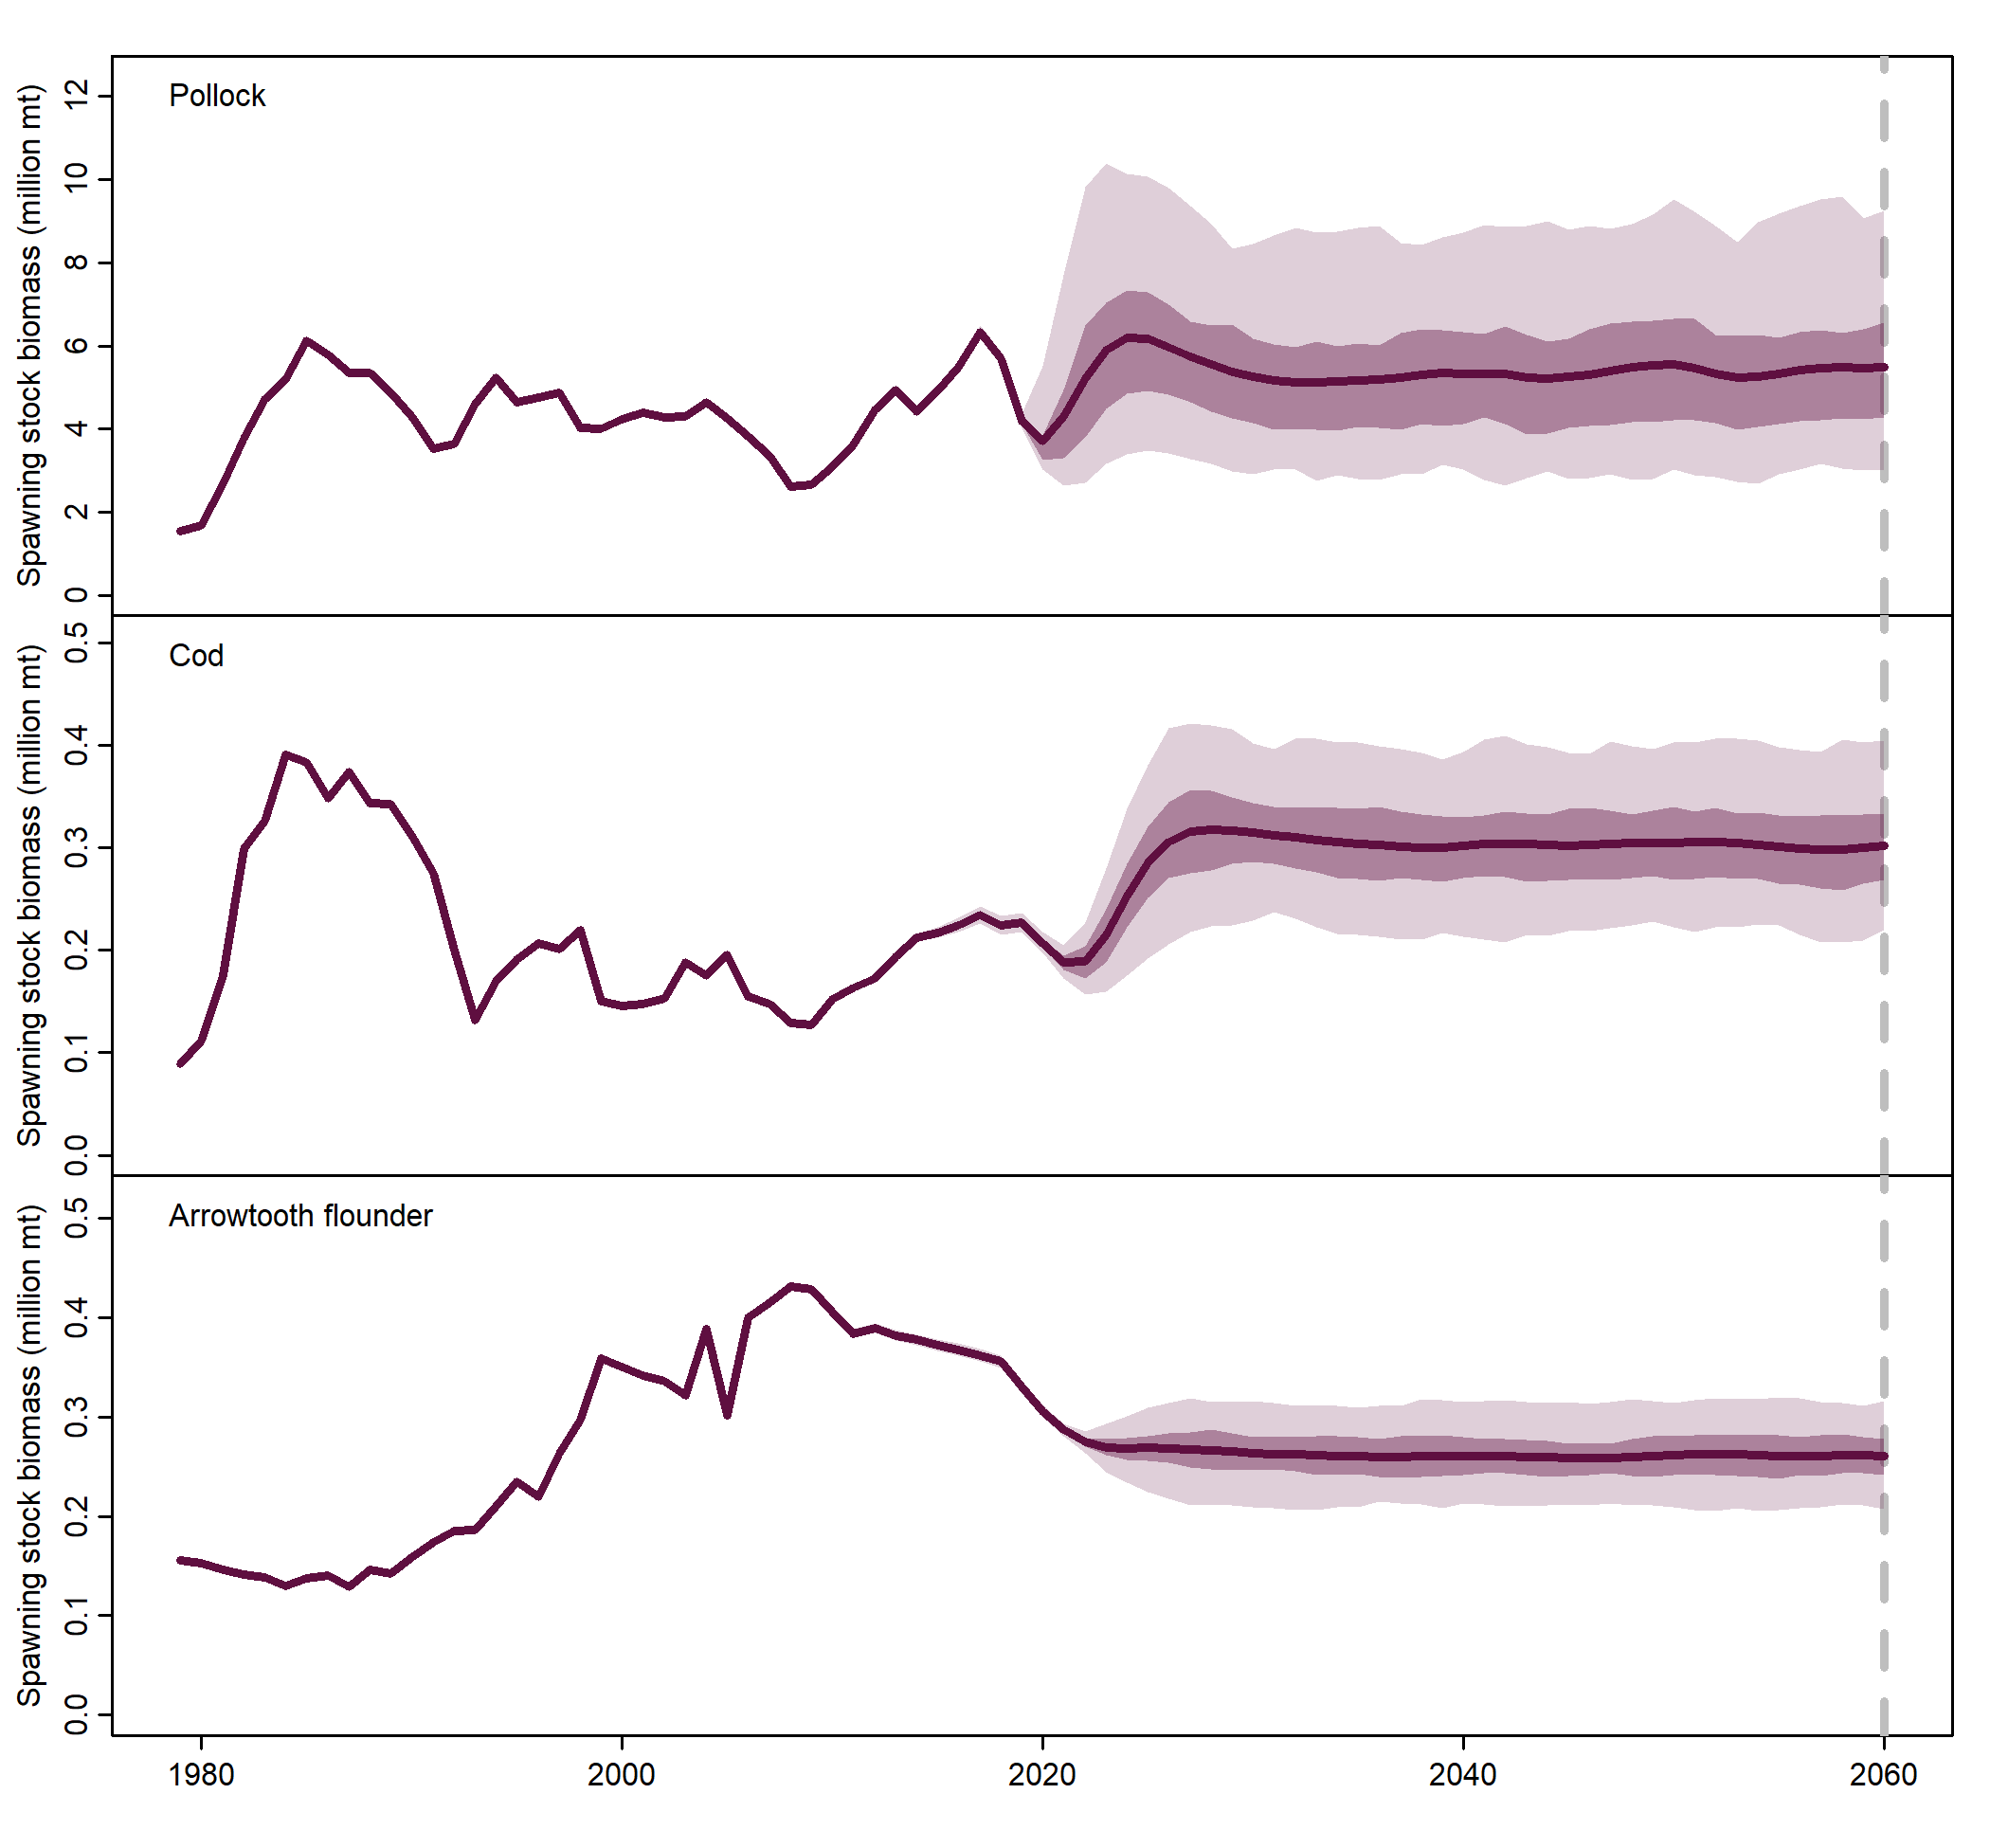 Pollock
Spawning stock biomass (million mt)
12
10
8
6
4
2
0
Cod
Spawning stock biomass (million mt)
0.5
0.4
0.3
0.2
0.1
0.0
Arrowtooth flounder
Spawning stock biomass (million mt)
0.5
0.4
0.3
0.2
0.1
0.0
1980 2000 2020 2040 2060